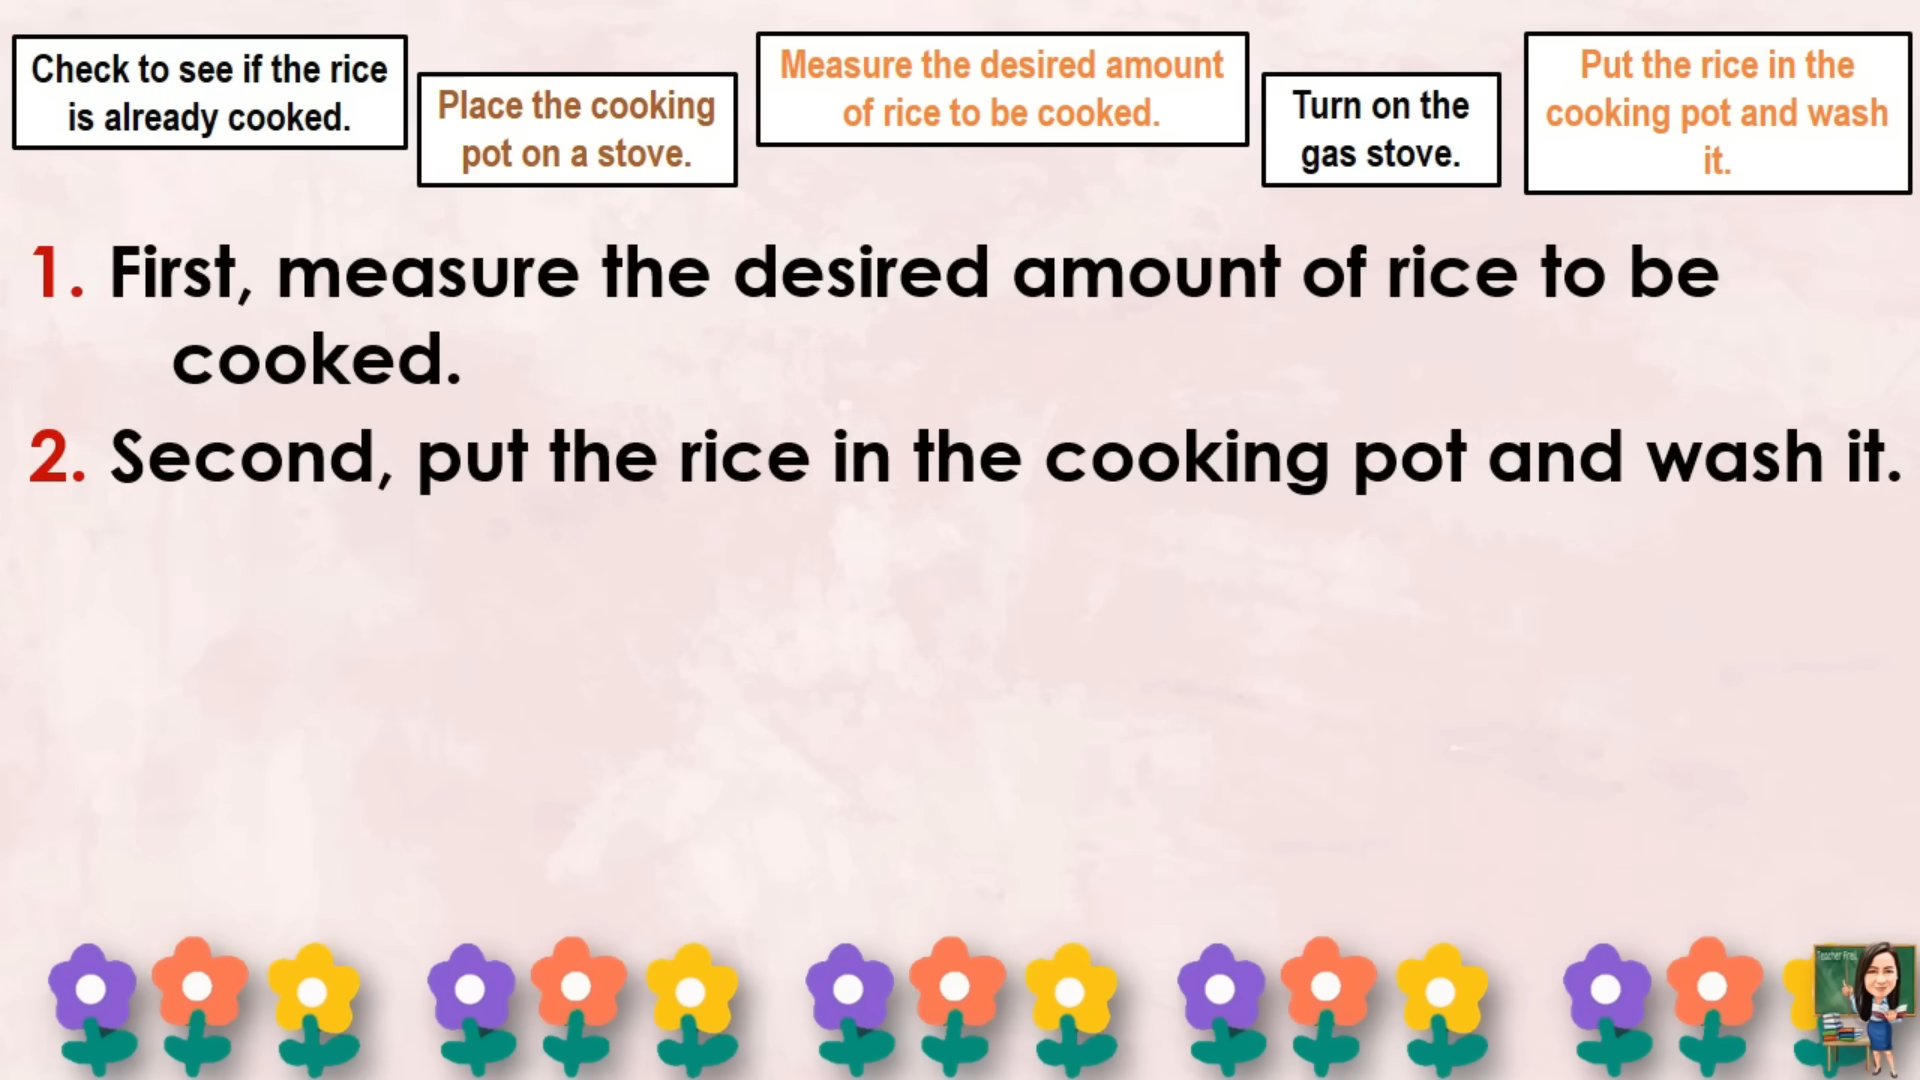 Check to see if the rice
is already cooked.
Place the cooking
pot on a stove.
Measure the desired amount
of rice to be cooked.
Turn on the
gas stove.
Put the rice in the
cooking pot and wash
it.
1. First, measure the desired amount of rice to be
cooked.
2. Second, put the rice in the cooking pot and wash it.
Teacher